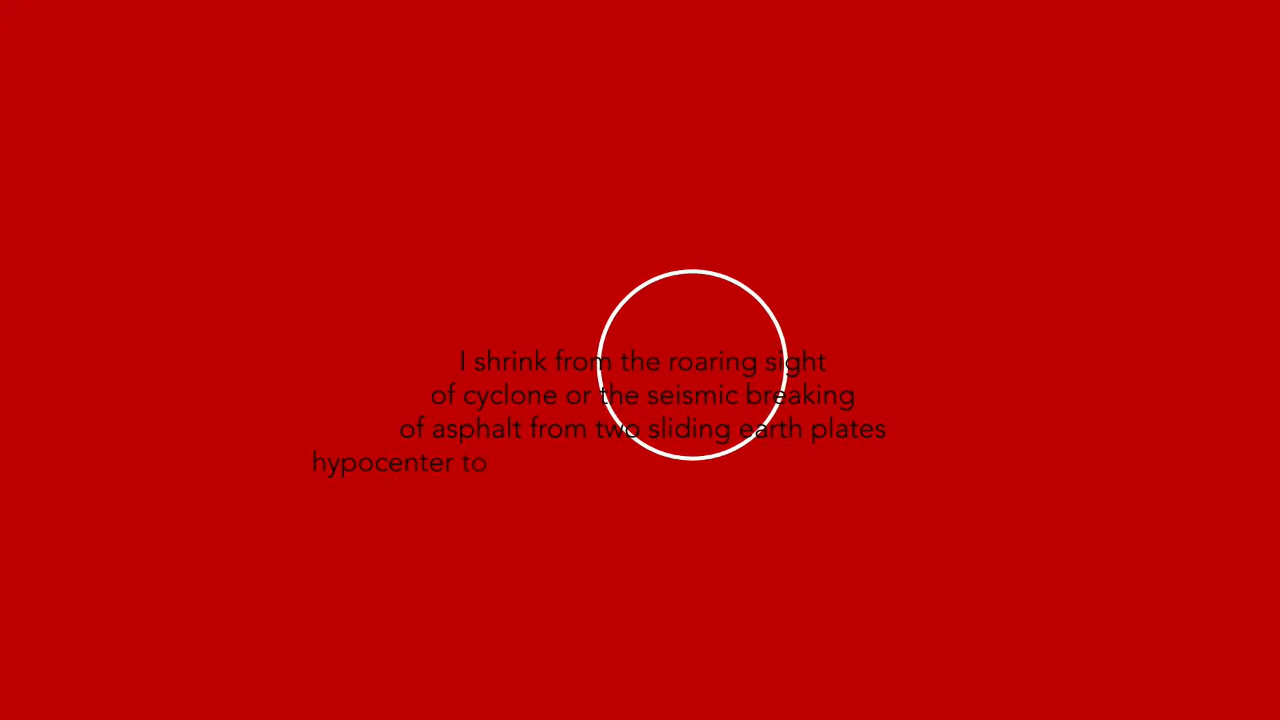 I shrink from the roaring sight
of cyclone or the seismic breaking
of asphalt from two sliding earth plates
hypocenter to